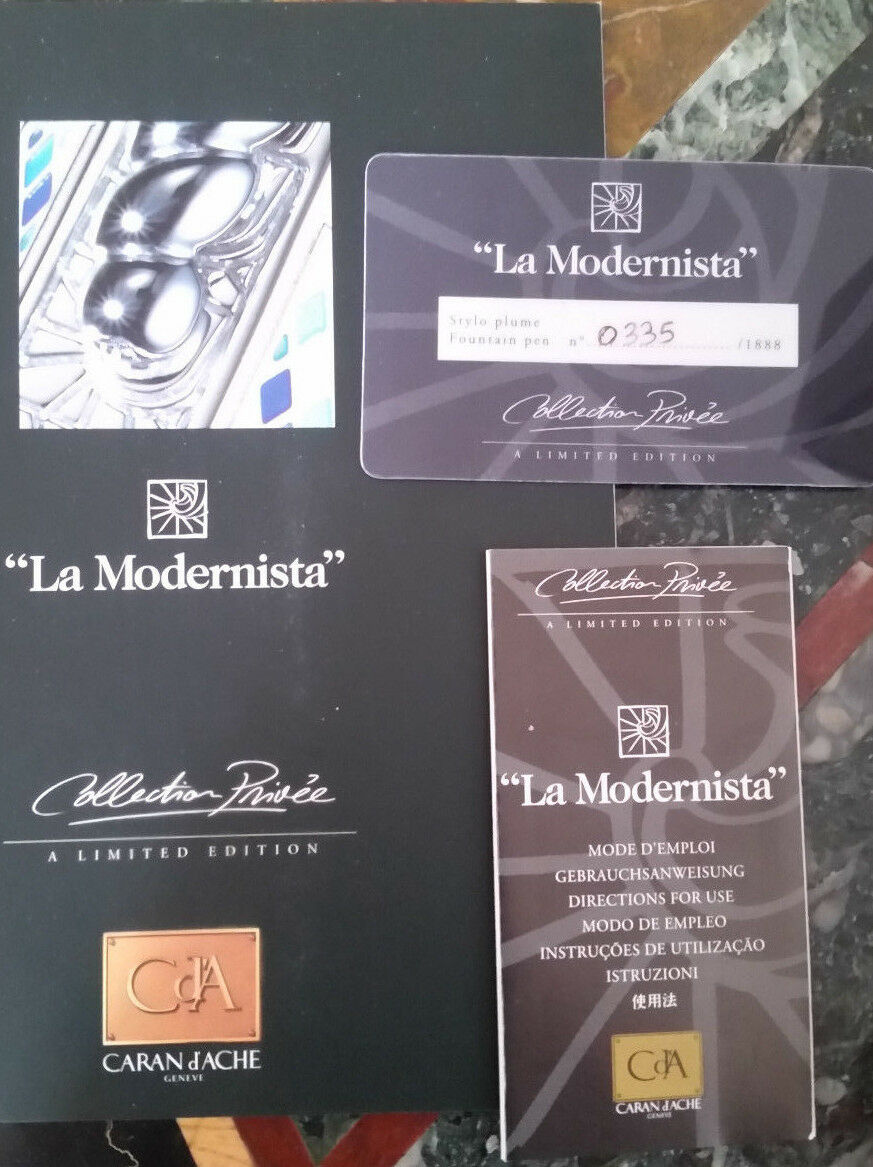 “La Modernista”
Collection Privée
A LIMITED EDITION
CdA
CARAN d'ACHE
GENEVE
“La Modernista”
Stylo plume
Fountain pen nº 0335 /1888
Collection Privée
A LIMITED EDITION
Collection Privée
A LIMITED EDITION
“La Modernista”
MODE D'EMPLOI
GEBRAUCHSANWEISUNG
DIRECTIONS FOR USE
MODO DE EMPLEO
INSTRUÇÕES DE UTILIZAÇÃO
ISTRUZIONI
使用法
CdA
CARAN d'ACHE
GENEVE